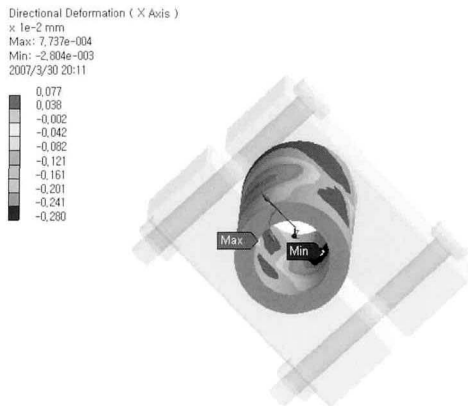 Directional Deformation ( X Axis )
x 1e-2 mm
Max: 7,737e-004
Min: -2,804e-003
2007/3/30 20:11
0,077
0,038
-0,002
-0,042
-0,082
-0,121
-0,161
-0,201
-0,241
-0,280
Max
Min